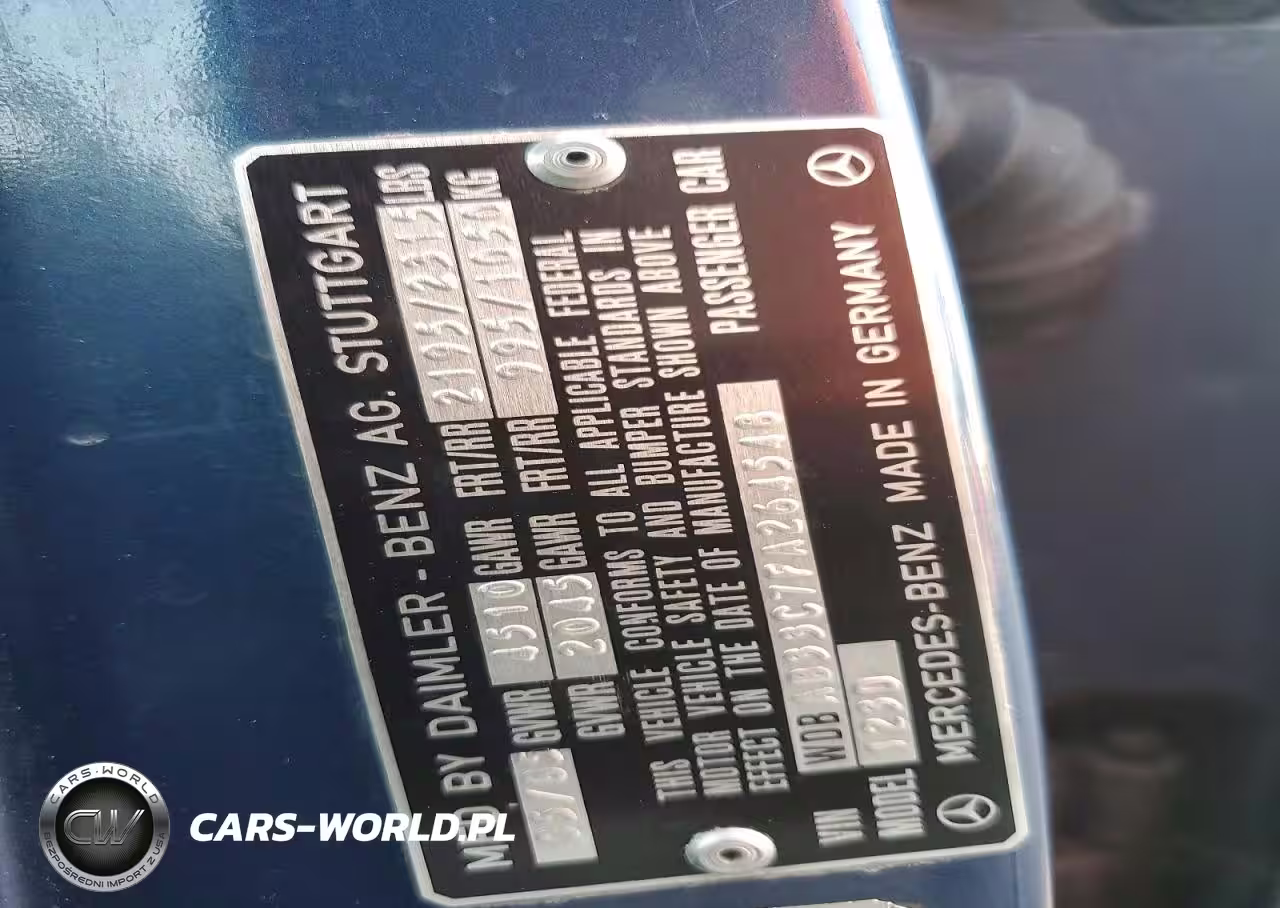 MFD BY DAIMLER - BENZ AG. STUTTGART
GVWR 4510 GAWR FRT/RR 2195/2315 LBS
GVWR 2045 GAWR FRT/RR 995/1050 KG
THIS VEHICLE CONFORMS TO ALL APPLICABLE FEDERAL
MOTOR VEHICLE SAFETY AND BUMPER STANDARDS IN
EFFECT ON THE DATE OF MANUFACTURE SHOWN ABOVE
VIN WDB AB33C7FA264548 PASSENGER CAR
MODEL 123D
MERCEDES-BENZ MADE IN GERMANY
CARS-WORLD
CW
BEZPOŚREDNI IMPORT Z USA
CARS-WORLD.PL